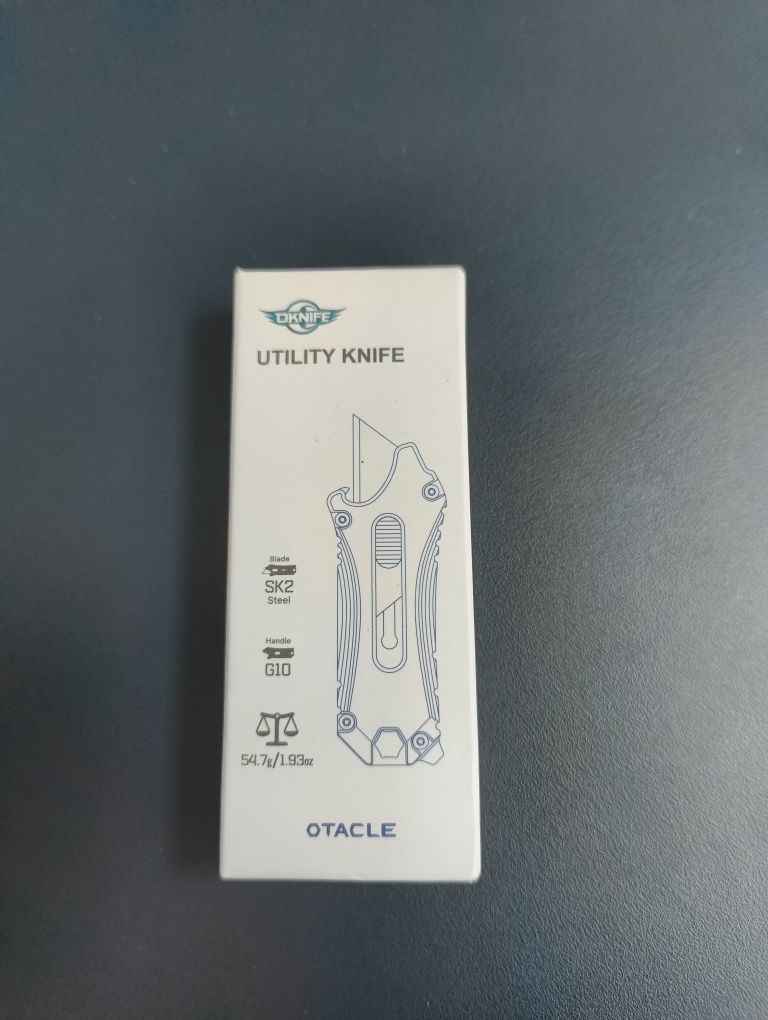 OKNIFE
UTILITY KNIFE
Blade
SK2
Steel
Handle
G10
54.7g/1.93oz
OTACLE